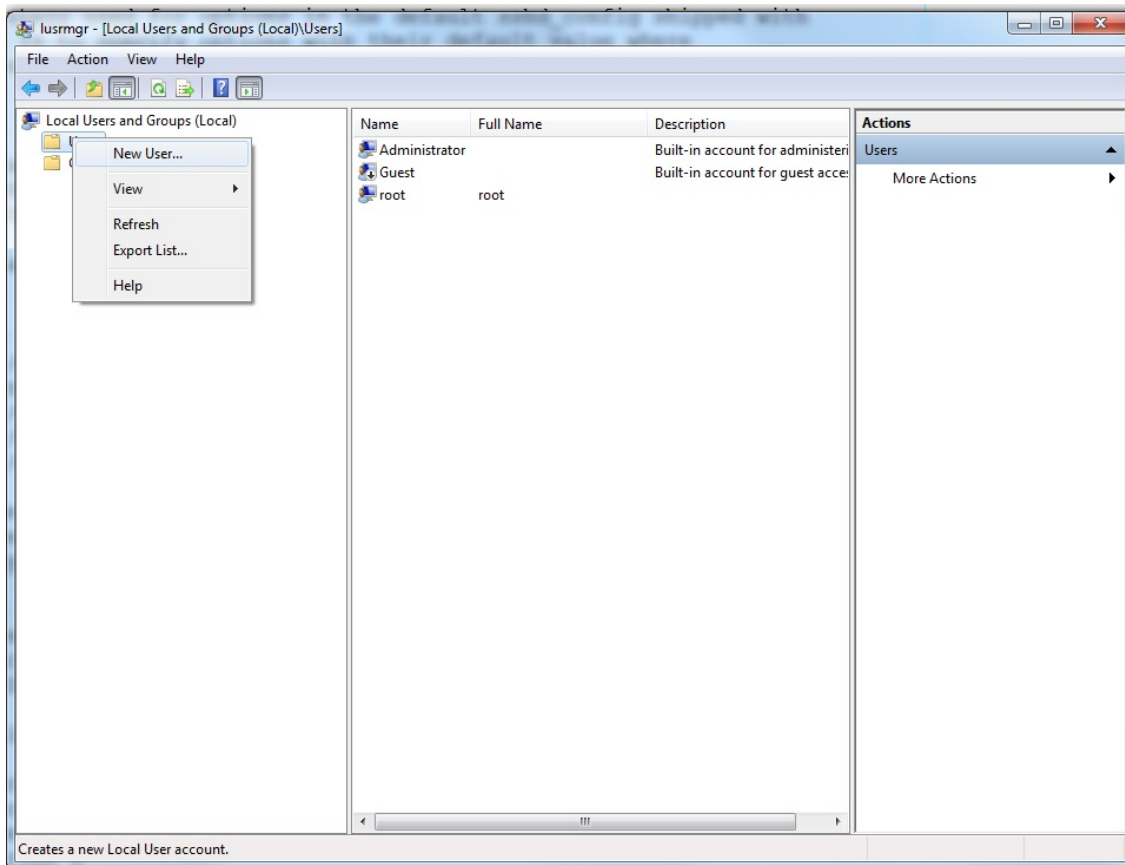 lusrmgr - [Local Users and Groups (Local)\Users]
File Action View Help
Local Users and Groups (Local)
New User...
View
Refresh
Export List...
Help
Name Full Name Description
Administrator Built-in account for administeri
Guest Built-in account for guest acces
root root
Actions
Users
More Actions
Creates a new Local User account.